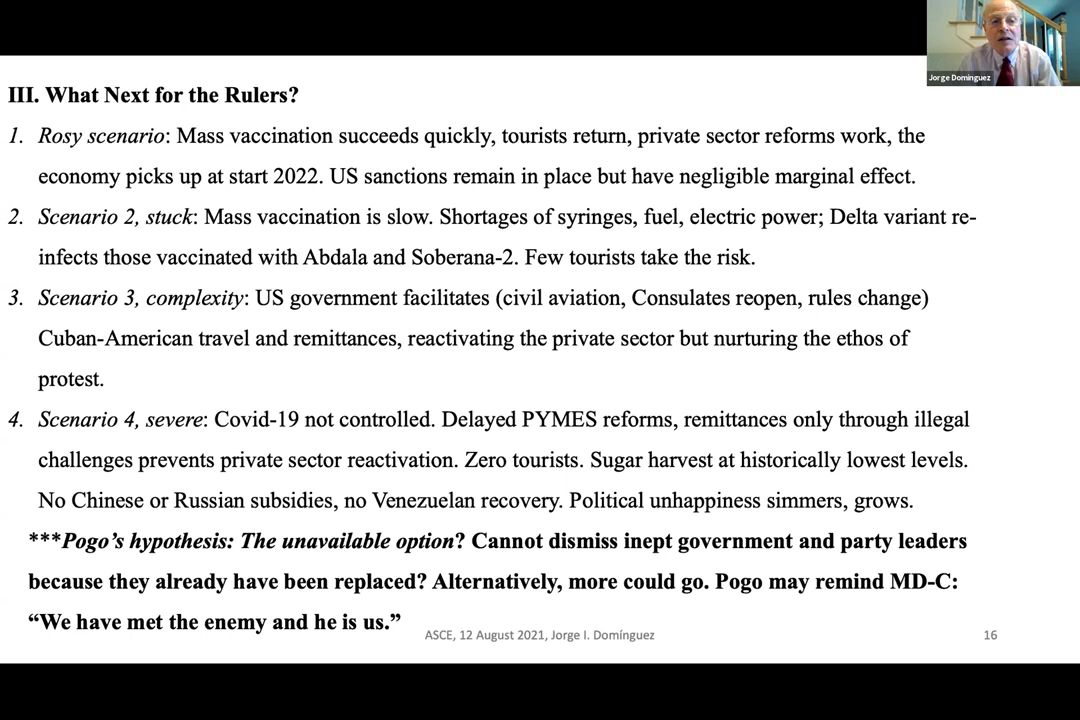 Jorge Dominguez
III. What Next for the Rulers?
1. Rosy scenario: Mass vaccination succeeds quickly, tourists return, private sector reforms work, the
economy picks up at start 2022. US sanctions remain in place but have negligible marginal effect.
2. Scenario 2, stuck: Mass vaccination is slow. Shortages of syringes, fuel, electric power; Delta variant re-
infects those vaccinated with Abdala and Soberana-2. Few tourists take the risk.
3. Scenario 3, complexity: US government facilitates (civil aviation, Consulates reopen, rules change)
Cuban-American travel and remittances, reactivating the private sector but nurturing the ethos of
protest.
4. Scenario 4, severe: Covid-19 not controlled. Delayed PYMES reforms, remittances only through illegal
challenges prevents private sector reactivation. Zero tourists. Sugar harvest at historically lowest levels.
No Chinese or Russian subsidies, no Venezuelan recovery. Political unhappiness simmers, grows.
***Pogo’s hypothesis: The unavailable option? Cannot dismiss inept government and party leaders
because they already have been replaced? Alternatively, more could go. Pogo may remind MD-C:
“We have met the enemy and he is us.”
ASCE, 12 August 2021, Jorge I. Domínguez
16